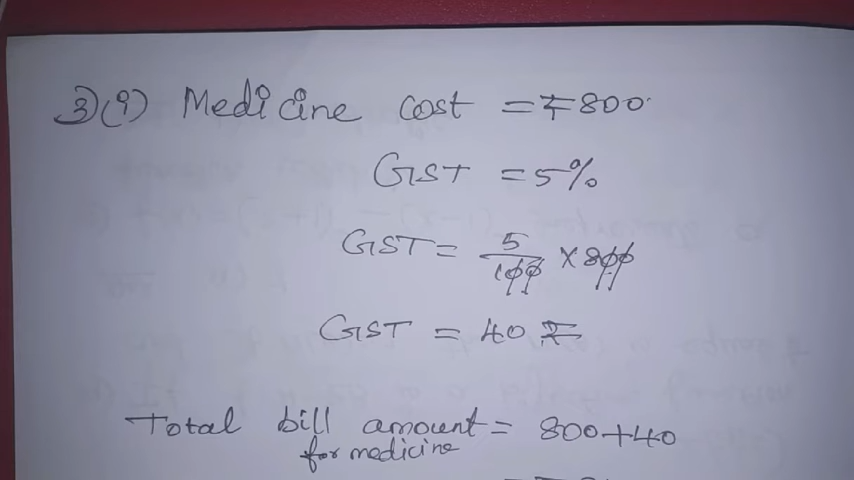 3)(i) Medicine cost = ₹800
GST = 5%
GST = 5/100 × 800
GST = 40 ₹
Total bill amount = 800+40
for medicine